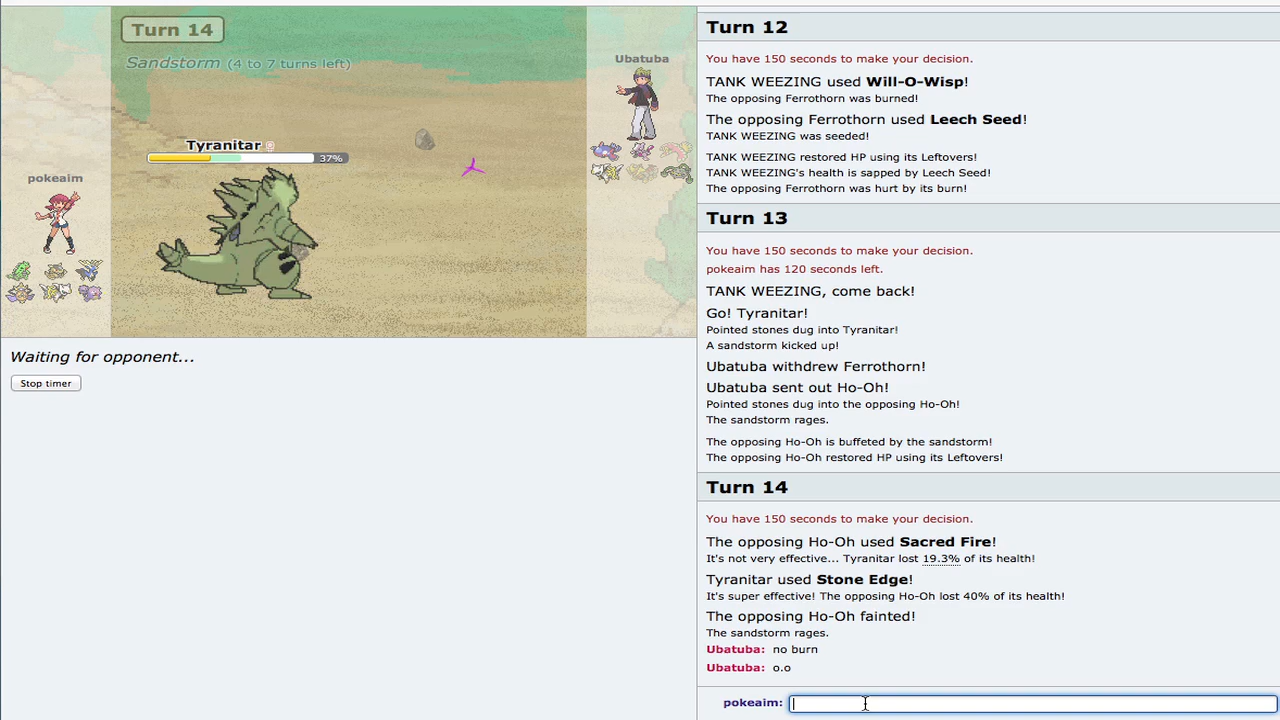 Turn 14
Sandstorm (4 to 7 turns left)
Ubatuba
Tyranitar
37%
pokeaim
Waiting for opponent...
Stop timer
Turn 12
You have 150 seconds to make your decision.
TANK WEEZING used Will-O-Wisp!
The opposing Ferrothorn was burned!
The opposing Ferrothorn used Leech Seed!
TANK WEEZING was seeded!
TANK WEEZING restored HP using its Leftovers!
TANK WEEZING's health is sapped by Leech Seed!
The opposing Ferrothorn was hurt by its burn!
Turn 13
You have 150 seconds to make your decision.
pokeaim has 120 seconds left.
TANK WEEZING, come back!
Go! Tyranitar!
Pointed stones dug into Tyranitar!
A sandstorm kicked up!
Ubatuba withdrew Ferrothorn!
Ubatuba sent out Ho-Oh!
Pointed stones dug into the opposing Ho-Oh!
The sandstorm rages.
The opposing Ho-Oh is buffeted by the sandstorm!
The opposing Ho-Oh restored HP using its Leftovers!
Turn 14
You have 150 seconds to make your decision.
The opposing Ho-Oh used Sacred Fire!
It's not very effective... Tyranitar lost 19.3% of its health!
Tyranitar used Stone Edge!
It's super effective! The opposing Ho-Oh lost 40% of its health!
The opposing Ho-Oh fainted!
The sandstorm rages.
Ubatuba: no burn
Ubatuba: o.o
pokeaim: